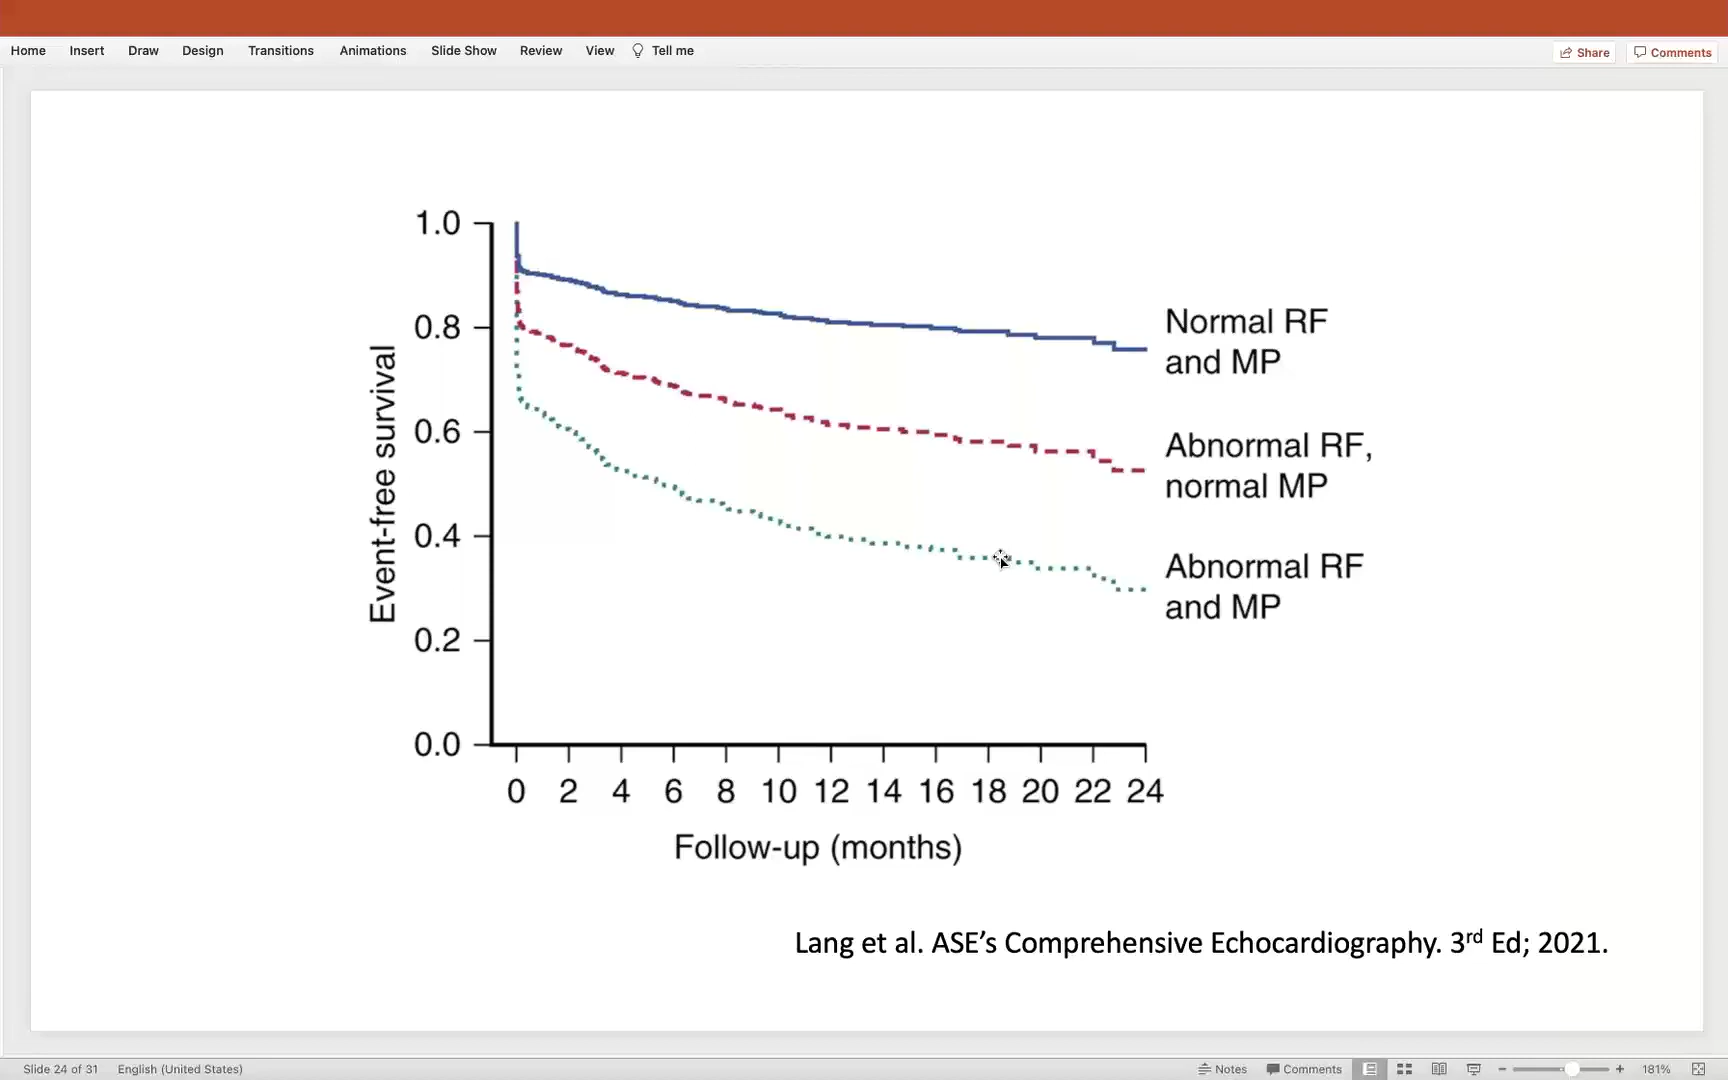 Home Insert Draw Design Transitions Animations Slide Show Review View Tell me
Share Comments
1.0
0.8
0.6
0.4
0.2
0.0
Event-free survival
Normal RF
and MP
Abnormal RF,
normal MP
Abnormal RF
and MP
0 2 4 6 8 10 12 14 16 18 20 22 24
Follow-up (months)
Lang et al. ASE’s Comprehensive Echocardiography. 3rd Ed; 2021.
Slide 24 of 31 English (United States) Notes Comments 181%